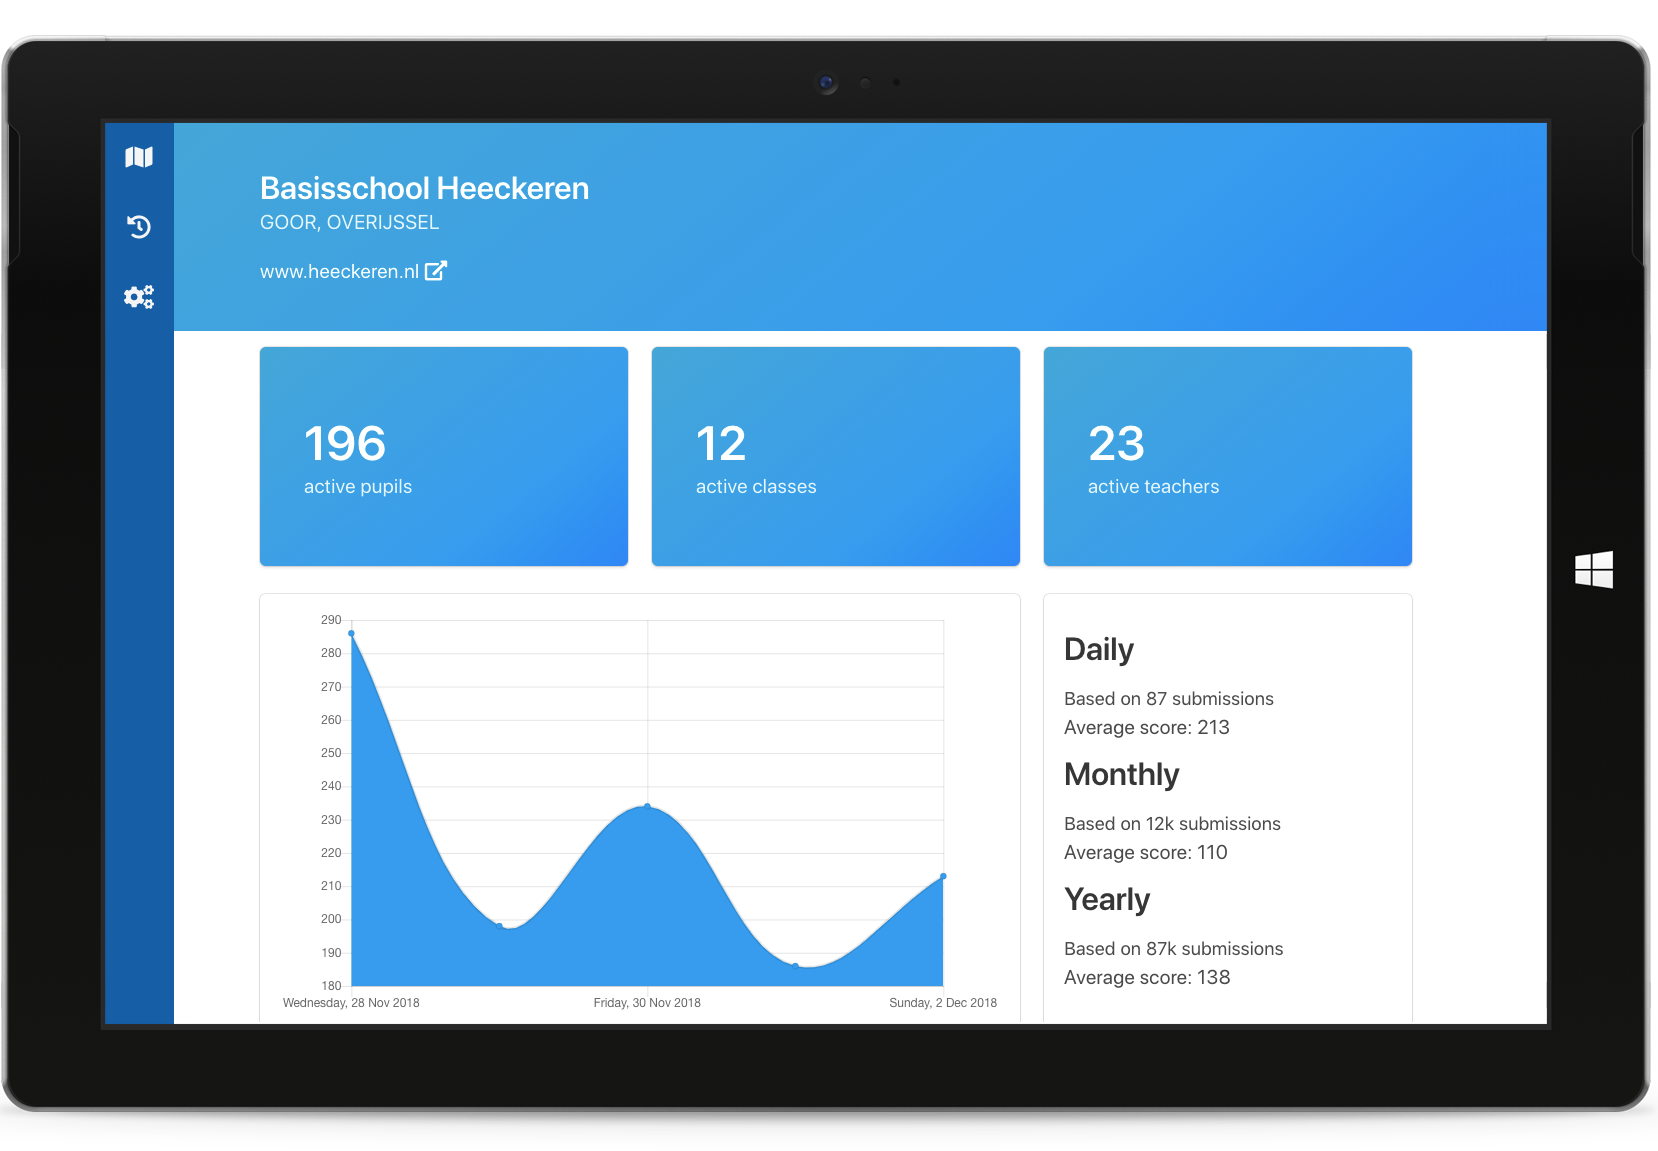 Basisschool Heeckeren
GOOR, OVERIJSSEL
www.heeckeren.nl
196
active pupils
12
active classes
23
active teachers
290
280
270
260
250
240
230
220
210
200
190
180
Wednesday, 28 Nov 2018
Friday, 30 Nov 2018
Sunday, 2 Dec 2018
Daily
Based on 87 submissions
Average score: 213
Monthly
Based on 12k submissions
Average score: 110
Yearly
Based on 87k submissions
Average score: 138